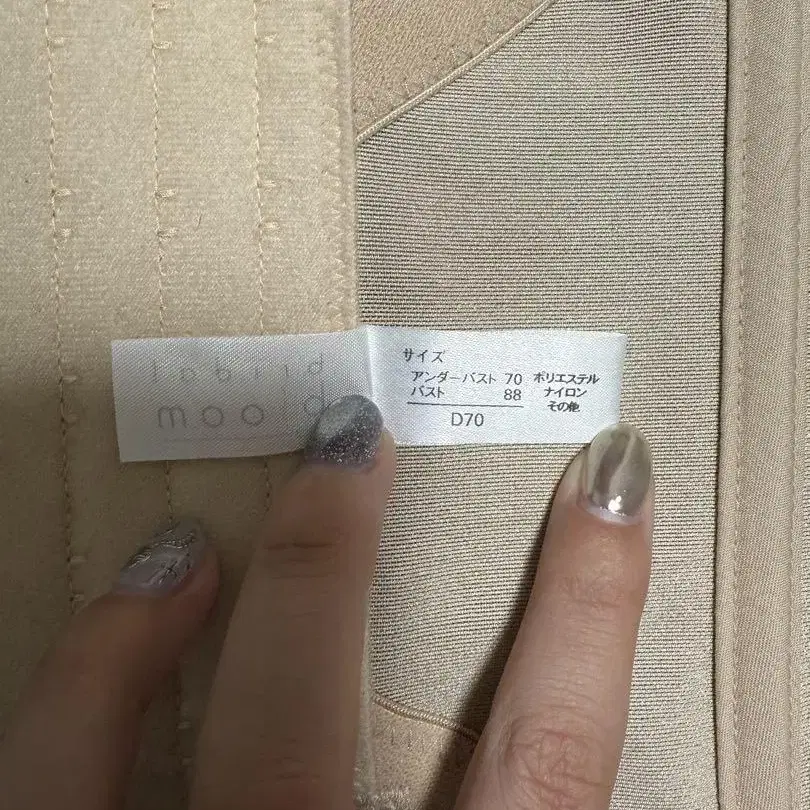 サイズ
アンダーバスト 70
バスト 88
D70
ポリエステル
ナイロン
その他